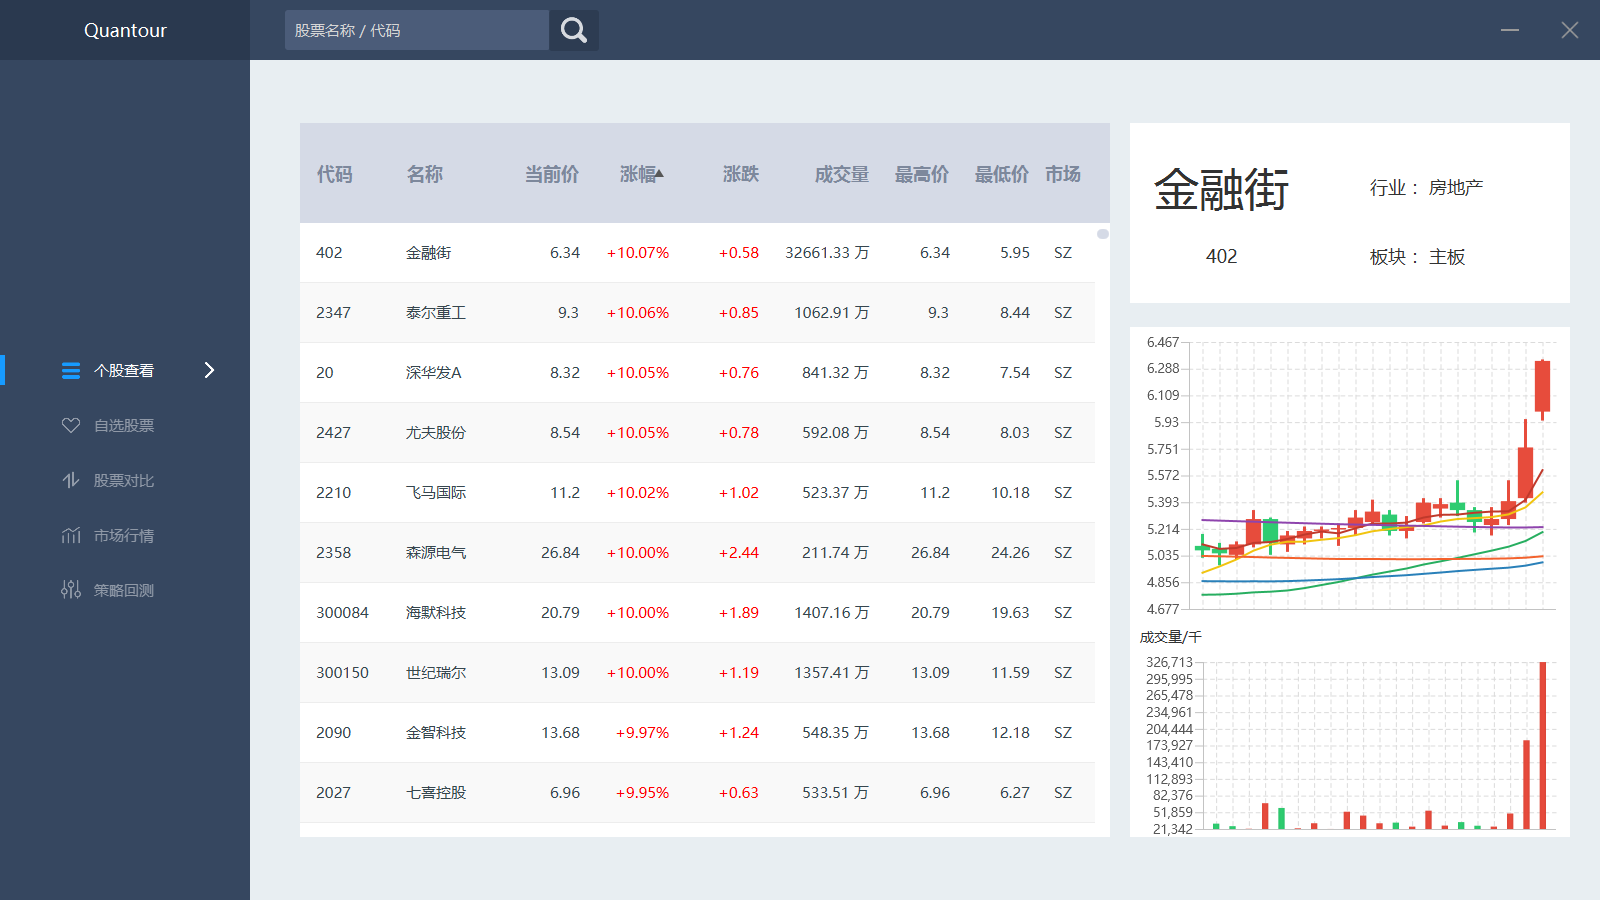 Quantour
股票名称 / 代码
个股查看
自选股票
股票对比
市场行情
策略回测
代码 名称 当前价 涨幅 涨跌 成交量 最高价 最低价 市场
402 金融街 6.34 +10.07% +0.58 32661.33 万 6.34 5.95 SZ
2347 泰尔重工 9.3 +10.06% +0.85 1062.91 万 9.3 8.44 SZ
20 深华发A 8.32 +10.05% +0.76 841.32 万 8.32 7.54 SZ
2427 尤夫股份 8.54 +10.05% +0.78 592.08 万 8.54 8.03 SZ
2210 飞马国际 11.2 +10.02% +1.02 523.37 万 11.2 10.18 SZ
2358 森源电气 26.84 +10.00% +2.44 211.74 万 26.84 24.26 SZ
300084 海默科技 20.79 +10.00% +1.89 1407.16 万 20.79 19.63 SZ
300150 世纪瑞尔 13.09 +10.00% +1.19 1357.41 万 13.09 11.59 SZ
2090 金智科技 13.68 +9.97% +1.24 548.35 万 13.68 12.18 SZ
2027 七喜控股 6.96 +9.95% +0.63 533.51 万 6.96 6.27 SZ
金融街
行业： 房地产
402
板块： 主板
6.467
6.288
6.109
5.93
5.751
5.572
5.393
5.214
5.035
4.856
4.677
成交量/千
326,713
295,995
265,478
234,961
204,444
173,927
143,410
112,893
82,376
51,859
21,342